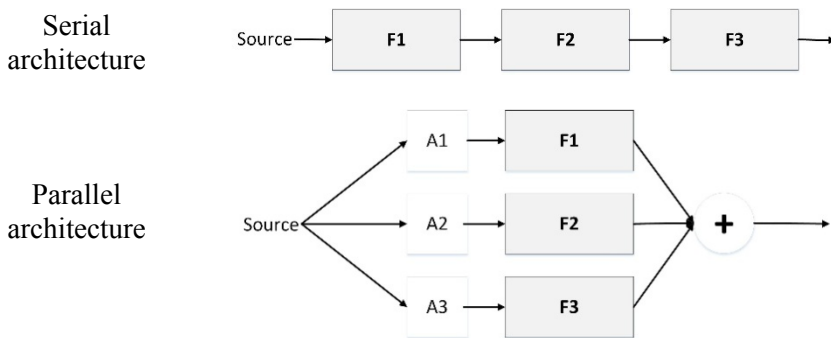 Serial
architecture
Source F1 F2 F3
A1 F1
Parallel
architecture
Source A2 F2 +
A3 F3